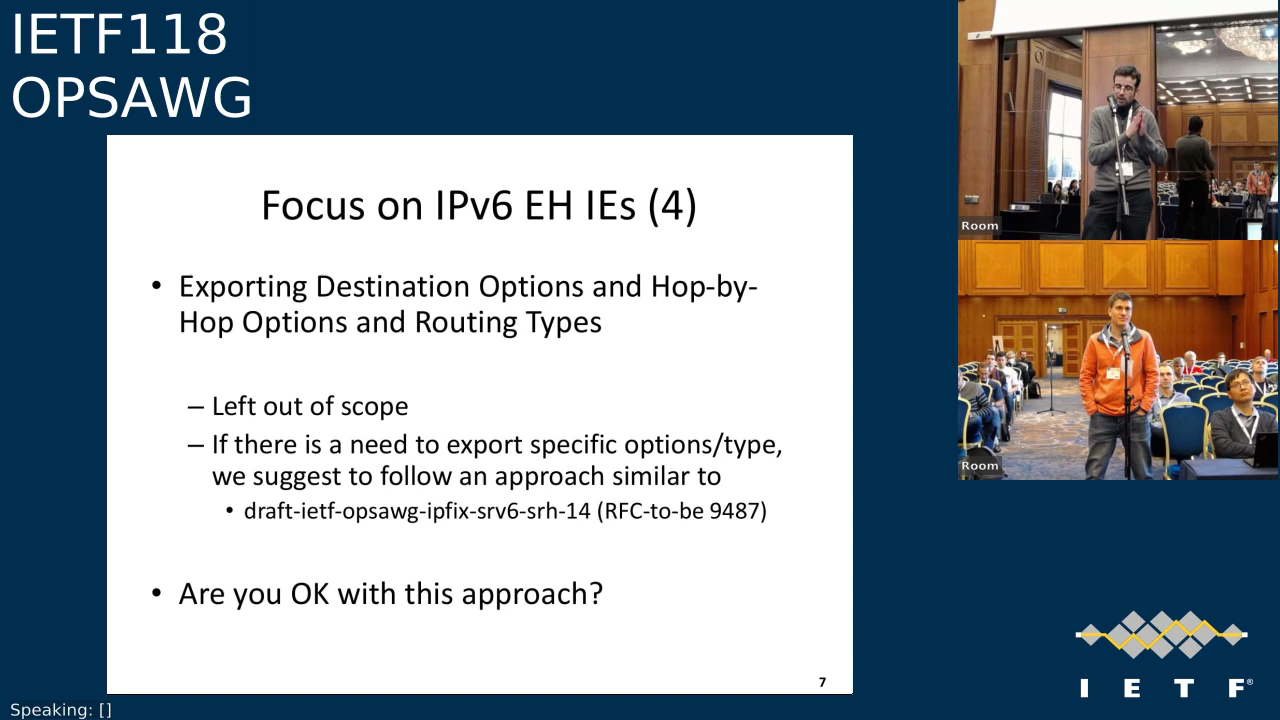 IETF118
OPSAWG
Focus on IPv6 EH IEs (4)
• Exporting Destination Options and Hop-by-
Hop Options and Routing Types
– Left out of scope
– If there is a need to export specific options/type,
we suggest to follow an approach similar to
• draft-ietf-opsawg-ipfix-srv6-srh-14 (RFC-to-be 9487)
• Are you OK with this approach?
7
Room
Room
I E T F®
Speaking: []